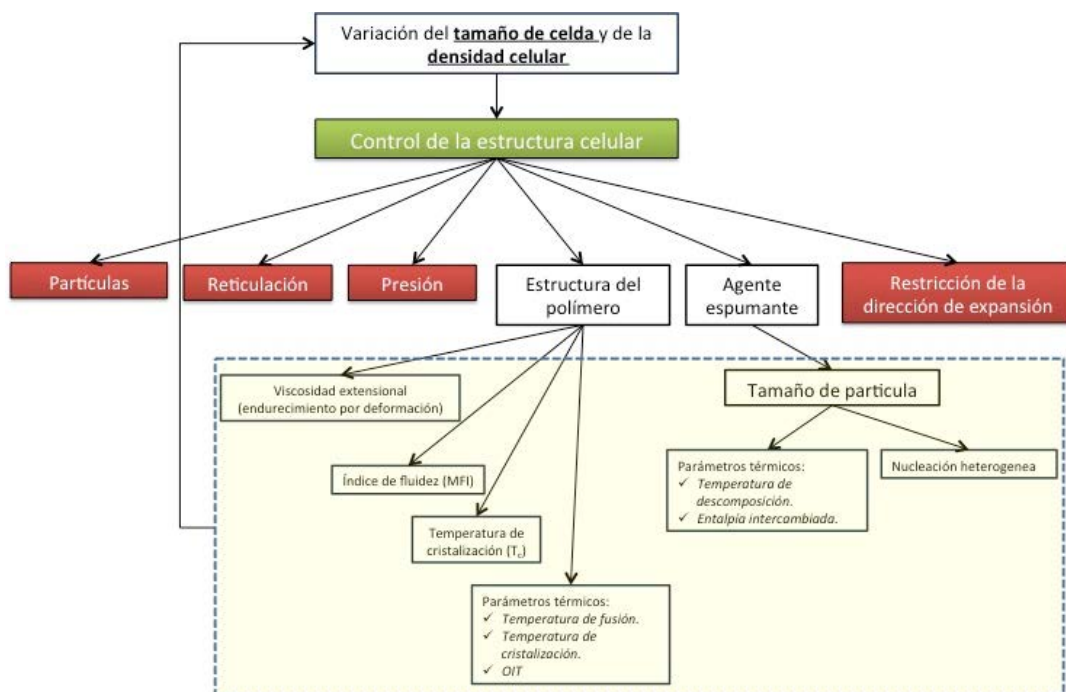 Variación del tamaño de celda y de la
densidad celular
Control de la estructura celular
Partículas
Reticulación
Presión
Estructura del
polímero
Agente
espumante
Restricción de la
dirección de expansión
Viscosidad extensional
(endurecimiento por deformación)
Tamaño de particula
Índice de fluidez (MFI)
Parámetros térmicos:
✓ Temperatura de
descomposición.
✓ Entalpía intercambiada.
Nucleación heterogenea
Temperatura de
cristalización (Tc)
Parámetros térmicos:
✓ Temperatura de fusión.
✓ Temperatura de
cristalización.
✓ OIT